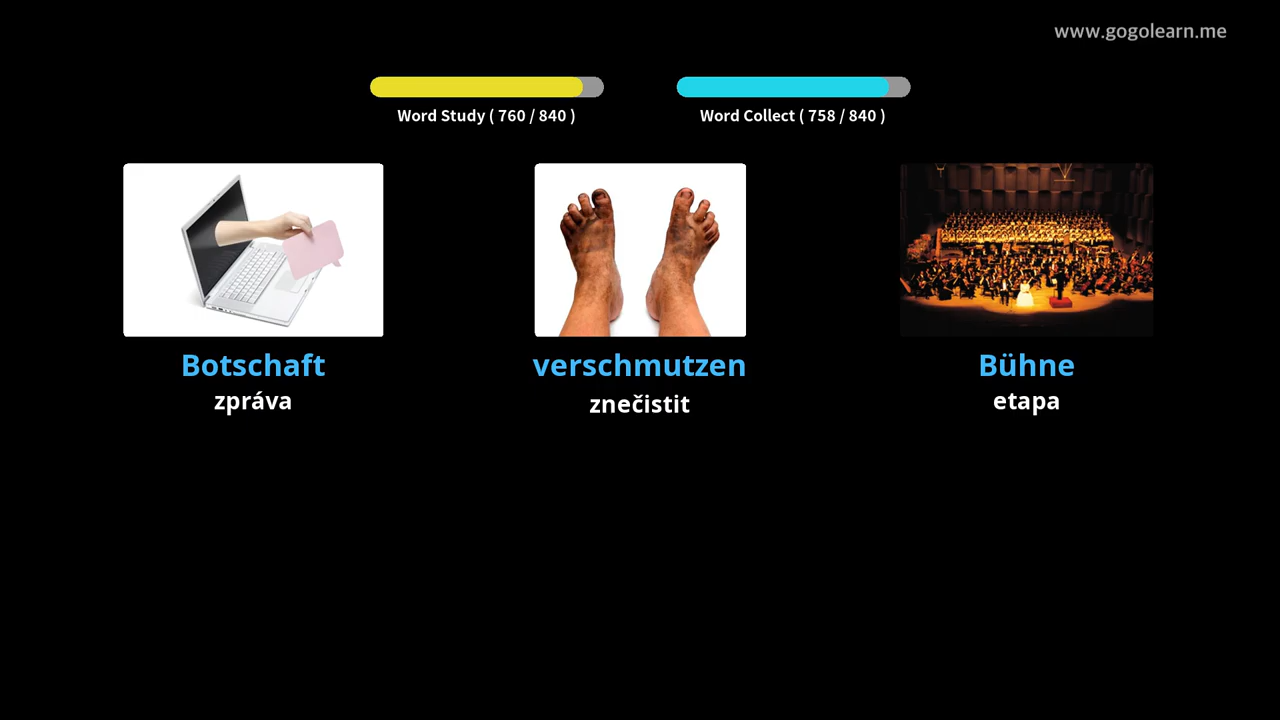 www.gogolearn.me
Word Study ( 760 / 840 )
Word Collect ( 758 / 840 )
Botschaft
zpráva
verschmutzen
znečistit
Bühne
etapa